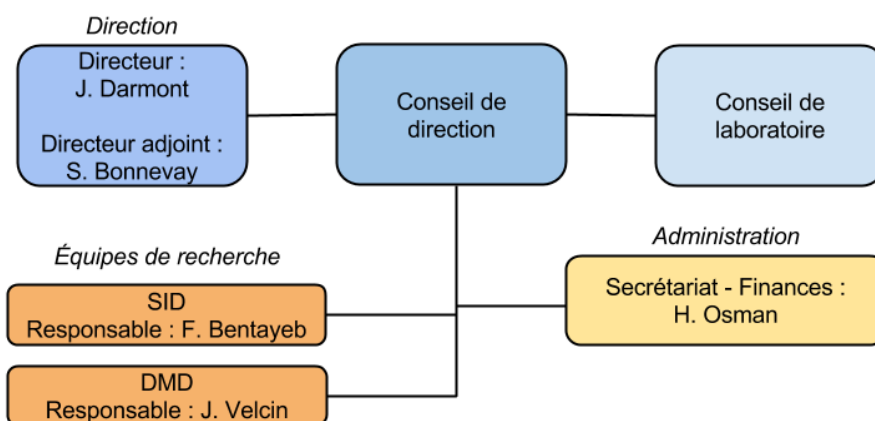 Direction
Directeur :
J. Darmont
Directeur adjoint :
S. Bonnevay
Conseil de
direction
Conseil de
laboratoire
Équipes de recherche
SID
Responsable : F. Bentayeb
DMD
Responsable : J. Velcin
Administration
Secrétariat - Finances :
H. Osman